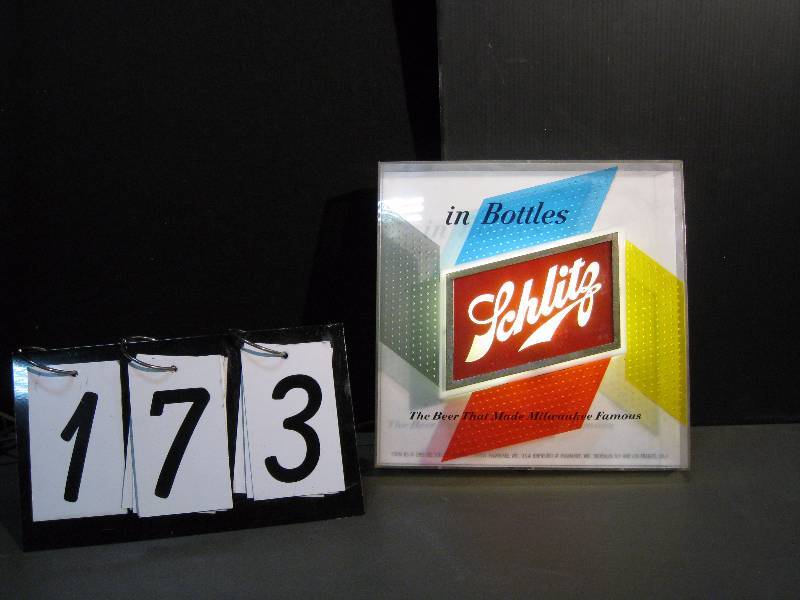 173
in Bottles
Schlitz
The Beer That Made Milwaukee Famous